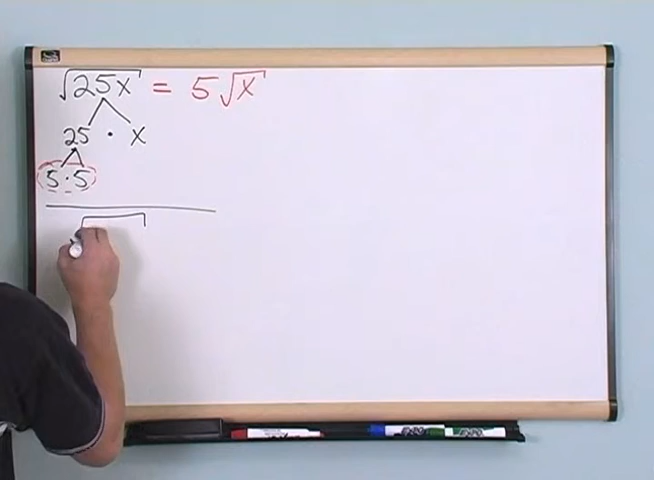 √25x = 5√x
25 · x
5·5